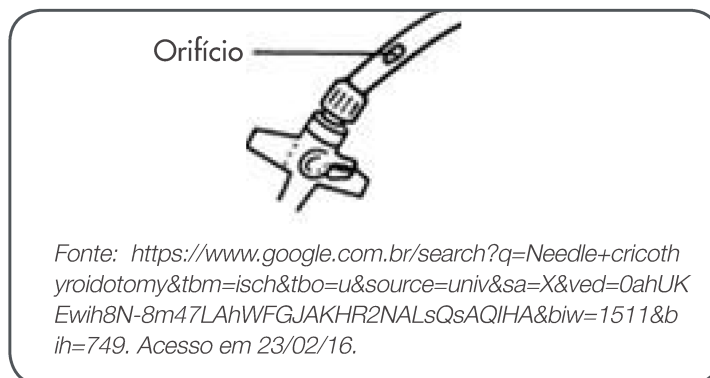 Orifício
Fonte: https://www.google.com.br/search?q=Needle+cricoth
yroidotomy&tbm=isch&tbo=u&source=univ&sa=X&ved=0ahUK
Ewih8N-8m47LAhWFGJAKHR2NALsQsAQIHA&biw=1511&b
ih=749. Acesso em 23/02/16.